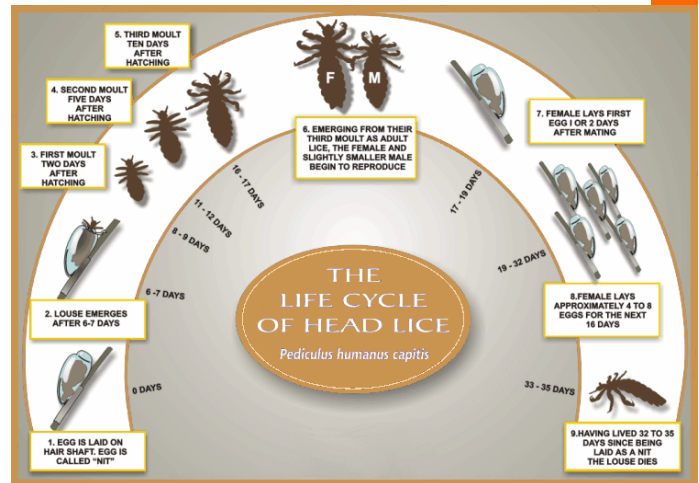 5. THIRD MOULT
TEN DAYS
AFTER
HATCHING
4. SECOND MOULT
FIVE DAYS
AFTER
HATCHING
3. FIRST MOULT
TWO DAYS
AFTER
HATCHING
2. LOUSE EMERGES
AFTER 6-7 DAYS
1. EGG IS LAID ON
HAIR SHAFT. EGG IS
CALLED “NIT”
F
M
6. EMERGING FROM THEIR
THIRD MOULT AS ADULT
LICE, THE FEMALE AND
SLIGHTLY SMALLER MALE
BEGIN TO REPRODUCE
7. FEMALE LAYS FIRST
EGG I OR 2 DAYS
AFTER MATING
8.FEMALE LAYS
APPROXIMATELY 4 TO 8
EGGS FOR THE NEXT
16 DAYS
9.HAVING LIVED 32 TO 35
DAYS SINCE BEING
LAID AS A NIT
THE LOUSE DIES
0 DAYS
6 -7 DAYS
8 - 9 DAYS
11 - 12 DAYS
16 - 17 DAYS
17 - 19 DAYS
19 - 32 DAYS
33 - 35 DAYS
THE
LIFE CYCLE
OF HEAD LICE
Pediculus humanus capitis